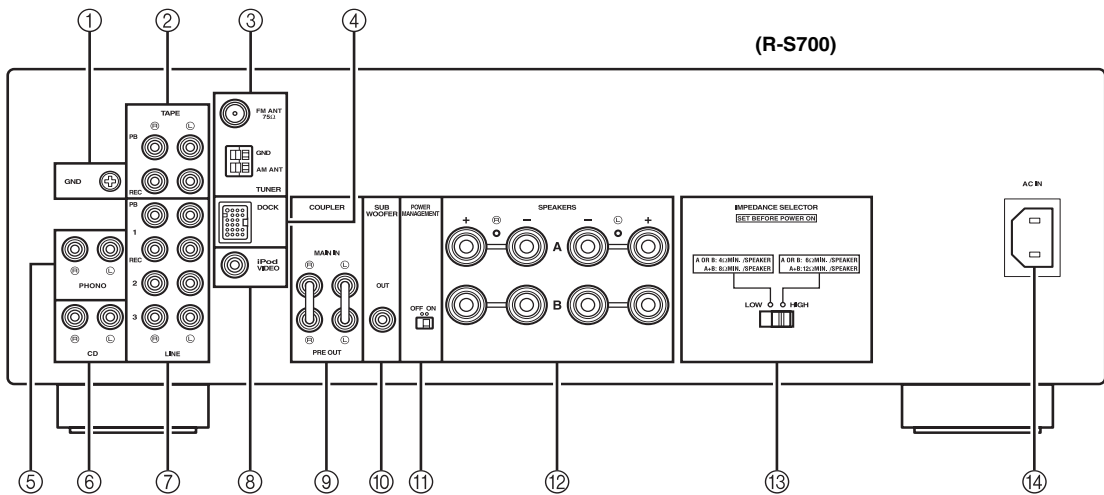 ① ② ③ ④
(R-S700)
TAPE
Ⓡ Ⓛ
PB
REC
GND
FM ANT
75Ω
GND
AM ANT
TUNER
DOCK
iPod
VIDEO
PB
1
REC
2
3
Ⓡ Ⓛ
LINE
Ⓡ Ⓛ
PHONO
Ⓡ Ⓛ
CD
COUPLER
MAIN IN
Ⓡ Ⓛ
Ⓡ Ⓛ
PRE OUT
SUB
WOOFER
OUT
POWER
MANAGEMENT
OFF ON
SPEAKERS
+ Ⓡ − − Ⓛ +
A
B
IMPEDANCE SELECTOR
SET BEFORE POWER ON
A OR B: 4ΩMIN. /SPEAKER
A+B: 8ΩMIN. /SPEAKER
A OR B: 6ΩMIN. /SPEAKER
A+B:12ΩMIN. /SPEAKER
LOW HIGH
AC IN
⑤ ⑥ ⑦ ⑧ ⑨ ⑩ ⑪ ⑫ ⑬ ⑭